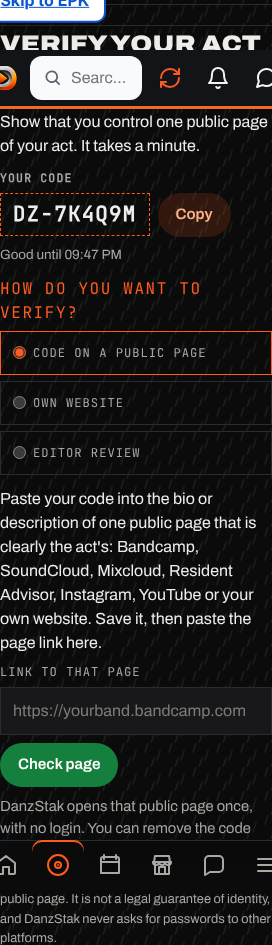 Skip to EPK
VERIFY YOUR ACT
Searc...
Show that you control one public page
of your act. It takes a minute.
YOUR CODE
DZ-7K4Q9M
Copy
Good until 09:47 PM
HOW DO YOU WANT TO
VERIFY?
CODE ON A PUBLIC PAGE
OWN WEBSITE
EDITOR REVIEW
Paste your code into the bio or
description of one public page that is
clearly the act's: Bandcamp,
SoundCloud, Mixcloud, Resident
Advisor, Instagram, YouTube or your
own website. Save it, then paste the
page link here.
LINK TO THAT PAGE
https://yourband.bandcamp.com
Check page
DanzStak opens that public page once,
with no login. You can remove the code
public page. It is not a legal guarantee of identity,
and DanzStak never asks for passwords to other
platforms.